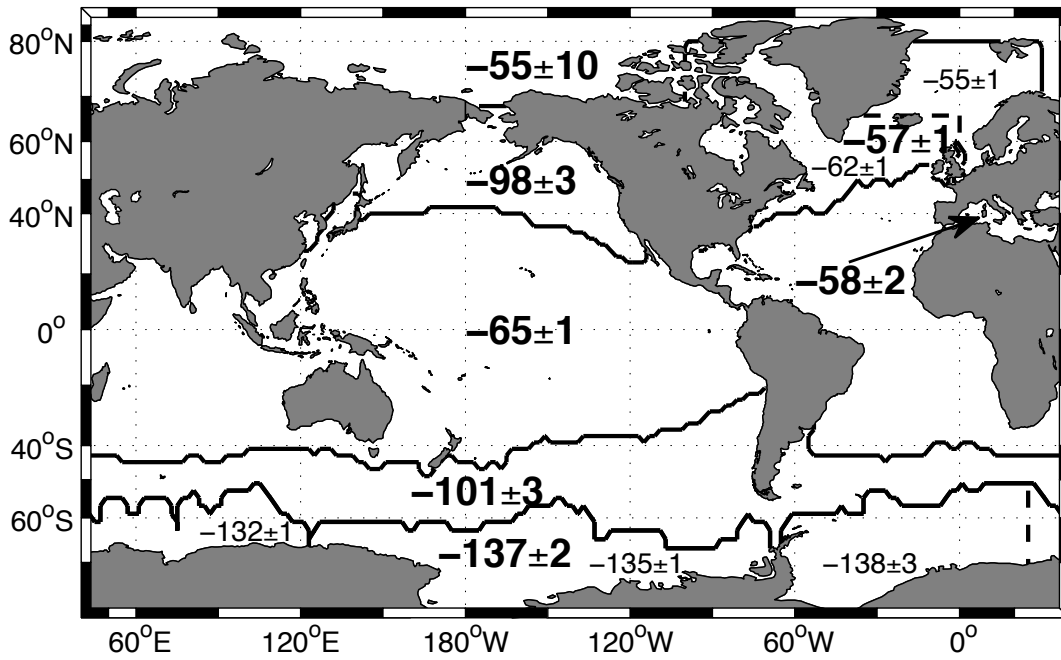 80°N
−55±10
−55±1
60°N
−57±1
−62±1
−98±3
40°N
−58±2
0°
−65±1
40°S
−101±3
60°S
−132±1
−137±2
−135±1
−138±3
60°E
120°E
180°W
120°W
60°W
0°